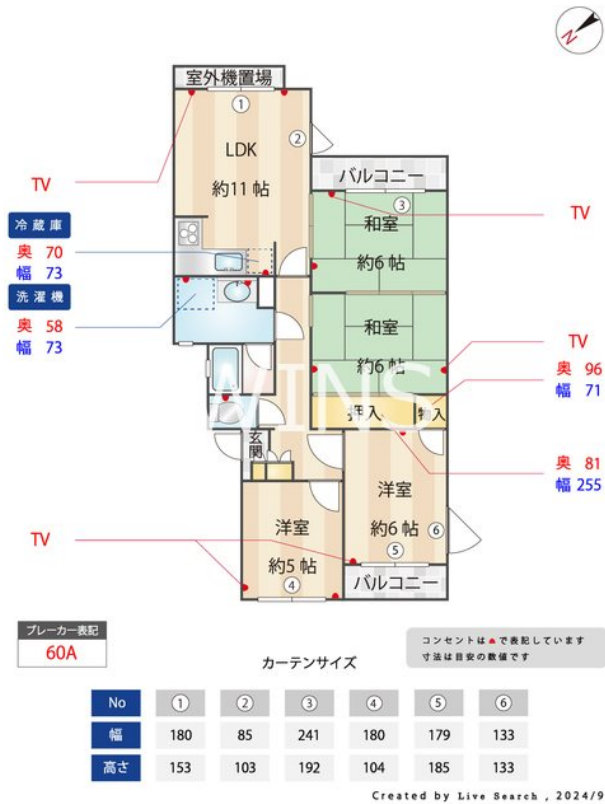 N
室外機置場
①
②
LDK
約11 帖
バルコニー
TV
③
TV
和室
約6 帖
冷蔵庫
奥 70
幅 73
洗濯機
奥 58
幅 73
和室
約6 帖
TV
奥 96
幅 71
WINS
押入
物入
玄関
奥 81
幅 255
洋室
約6 帖
⑥
洋室
約5 帖
⑤
④
TV
バルコニー
ブレーカー表記
60A
コンセントは で表記しています
寸法は目安の数値です
カーテンサイズ
No ① ② ③ ④ ⑤ ⑥
幅 180 85 241 180 179 133
高さ 153 103 192 104 185 133
Created by Live Search , 2024/9